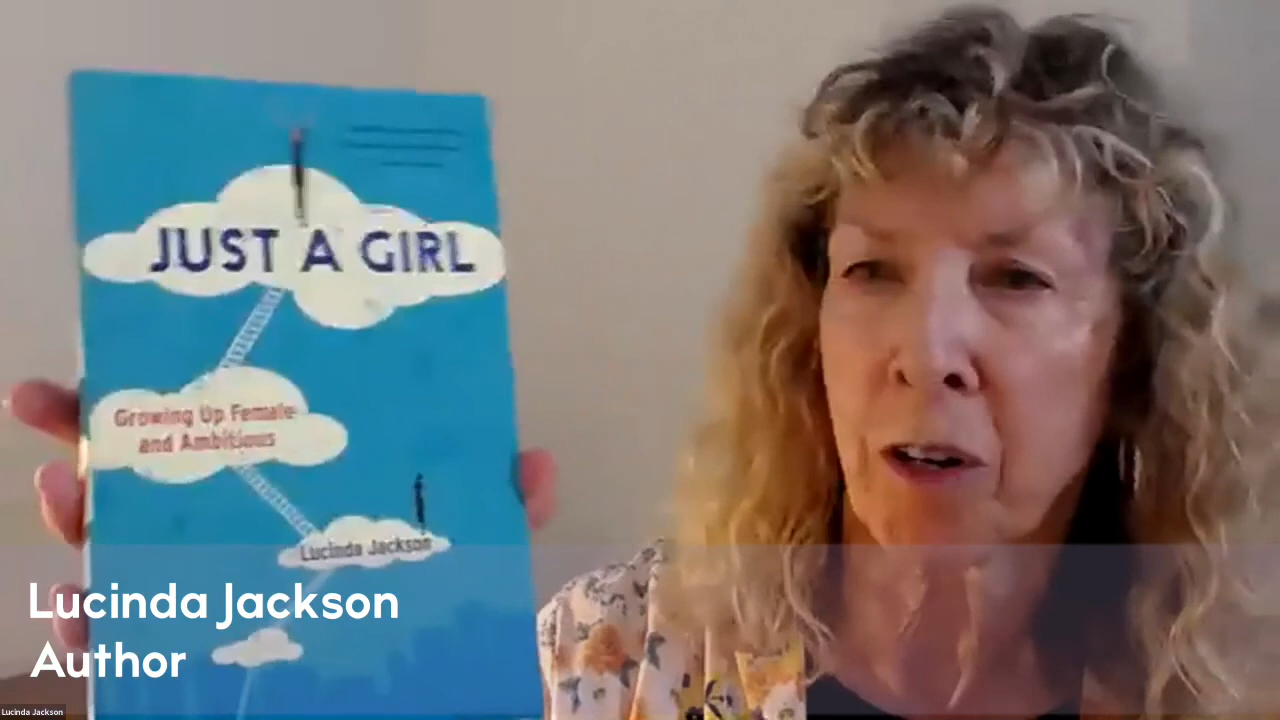 JUST A GIRL
Growing Up Female
and Ambitious
Lucinda Jackson
Lucinda Jackson
Author
Lucinda Jackson